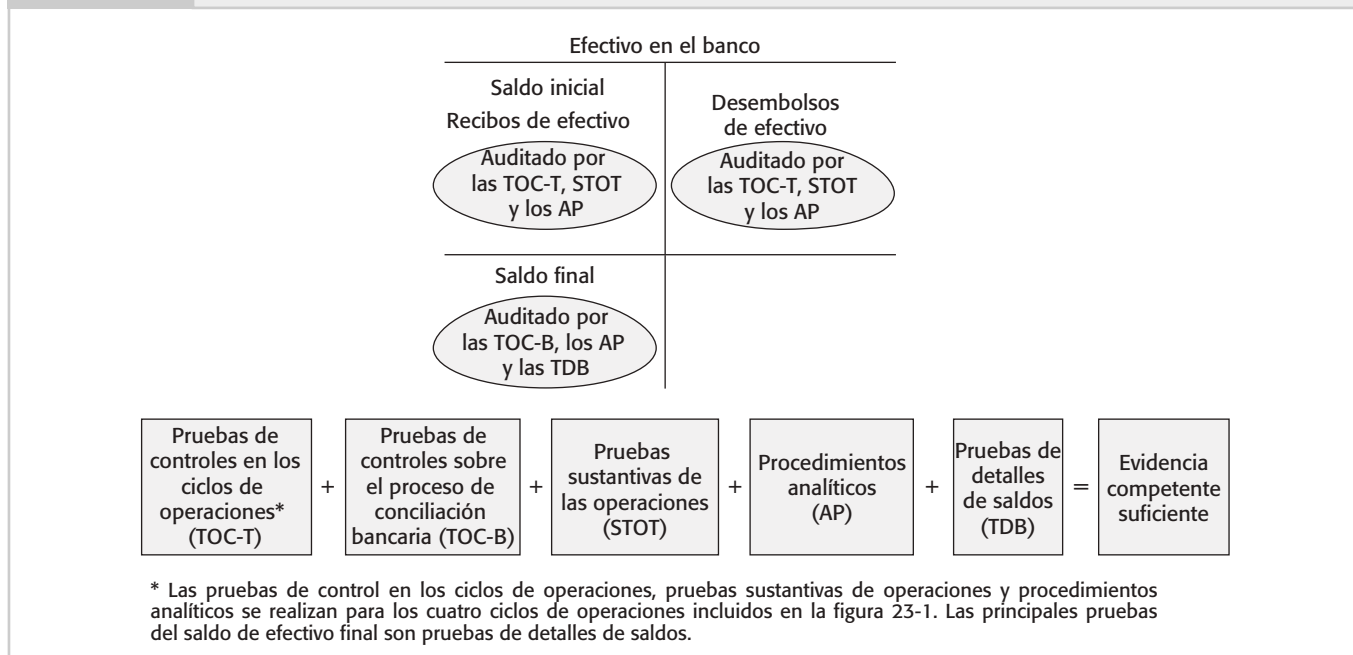 Efectivo en el banco
Saldo inicial
Recibos de efectivo
Auditado por
las TOC-T, STOT
y los AP
Desembolsos
de efectivo
Auditado por
las TOC-T, STOT
y los AP
Saldo final
Auditado por
las TOC-B, los AP
y las TDB
Pruebas de
controles en los
ciclos de
operaciones*
(TOC-T)
+
Pruebas de
controles sobre
el proceso de
conciliación
bancaria (TOC-B)
+
Pruebas
sustantivas de
las operaciones
(STOT)
+
Procedimientos
analíticos
(AP)
+
Pruebas de
detalles
de saldos
(TDB)
=
Evidencia
competente
suficiente
* Las pruebas de control en los ciclos de operaciones, pruebas sustantivas de operaciones y procedimientos
analíticos se realizan para los cuatro ciclos de operaciones incluidos en la figura 23-1. Las principales pruebas
del saldo de efectivo final son pruebas de detalles de saldos.